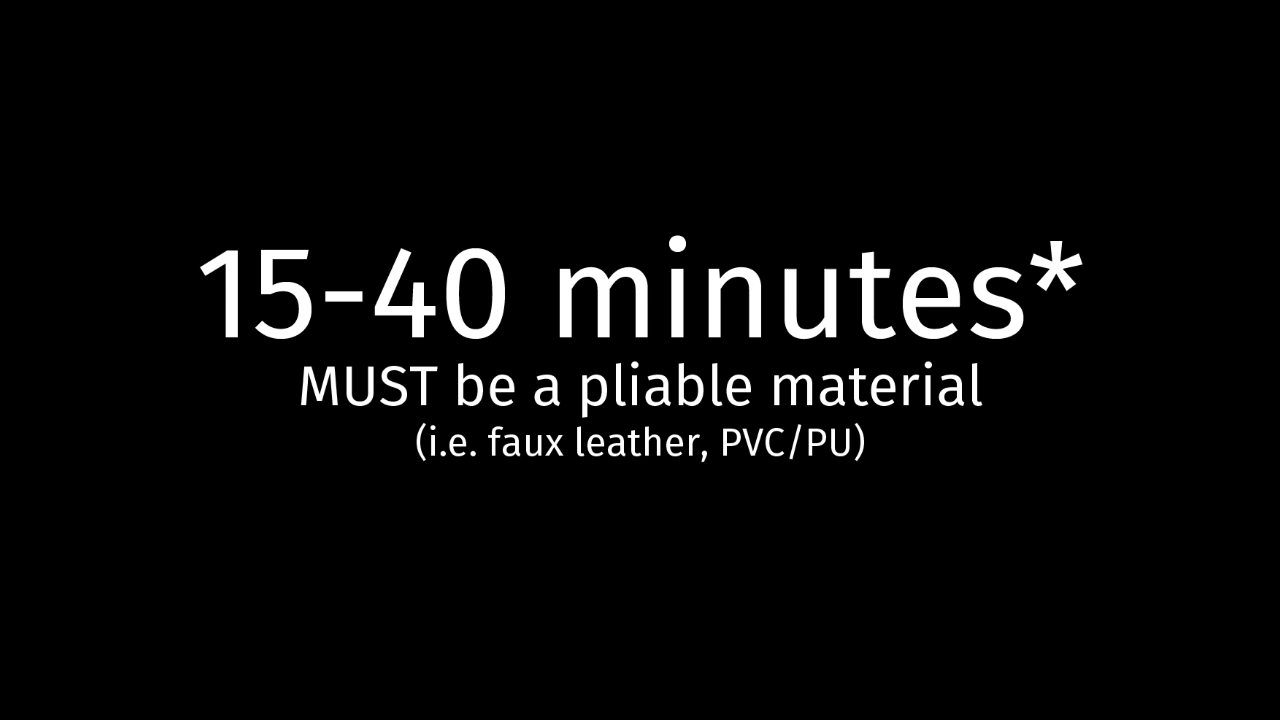 15-40 minutes*
MUST be a pliable material
(i.e. faux leather, PVC/PU)